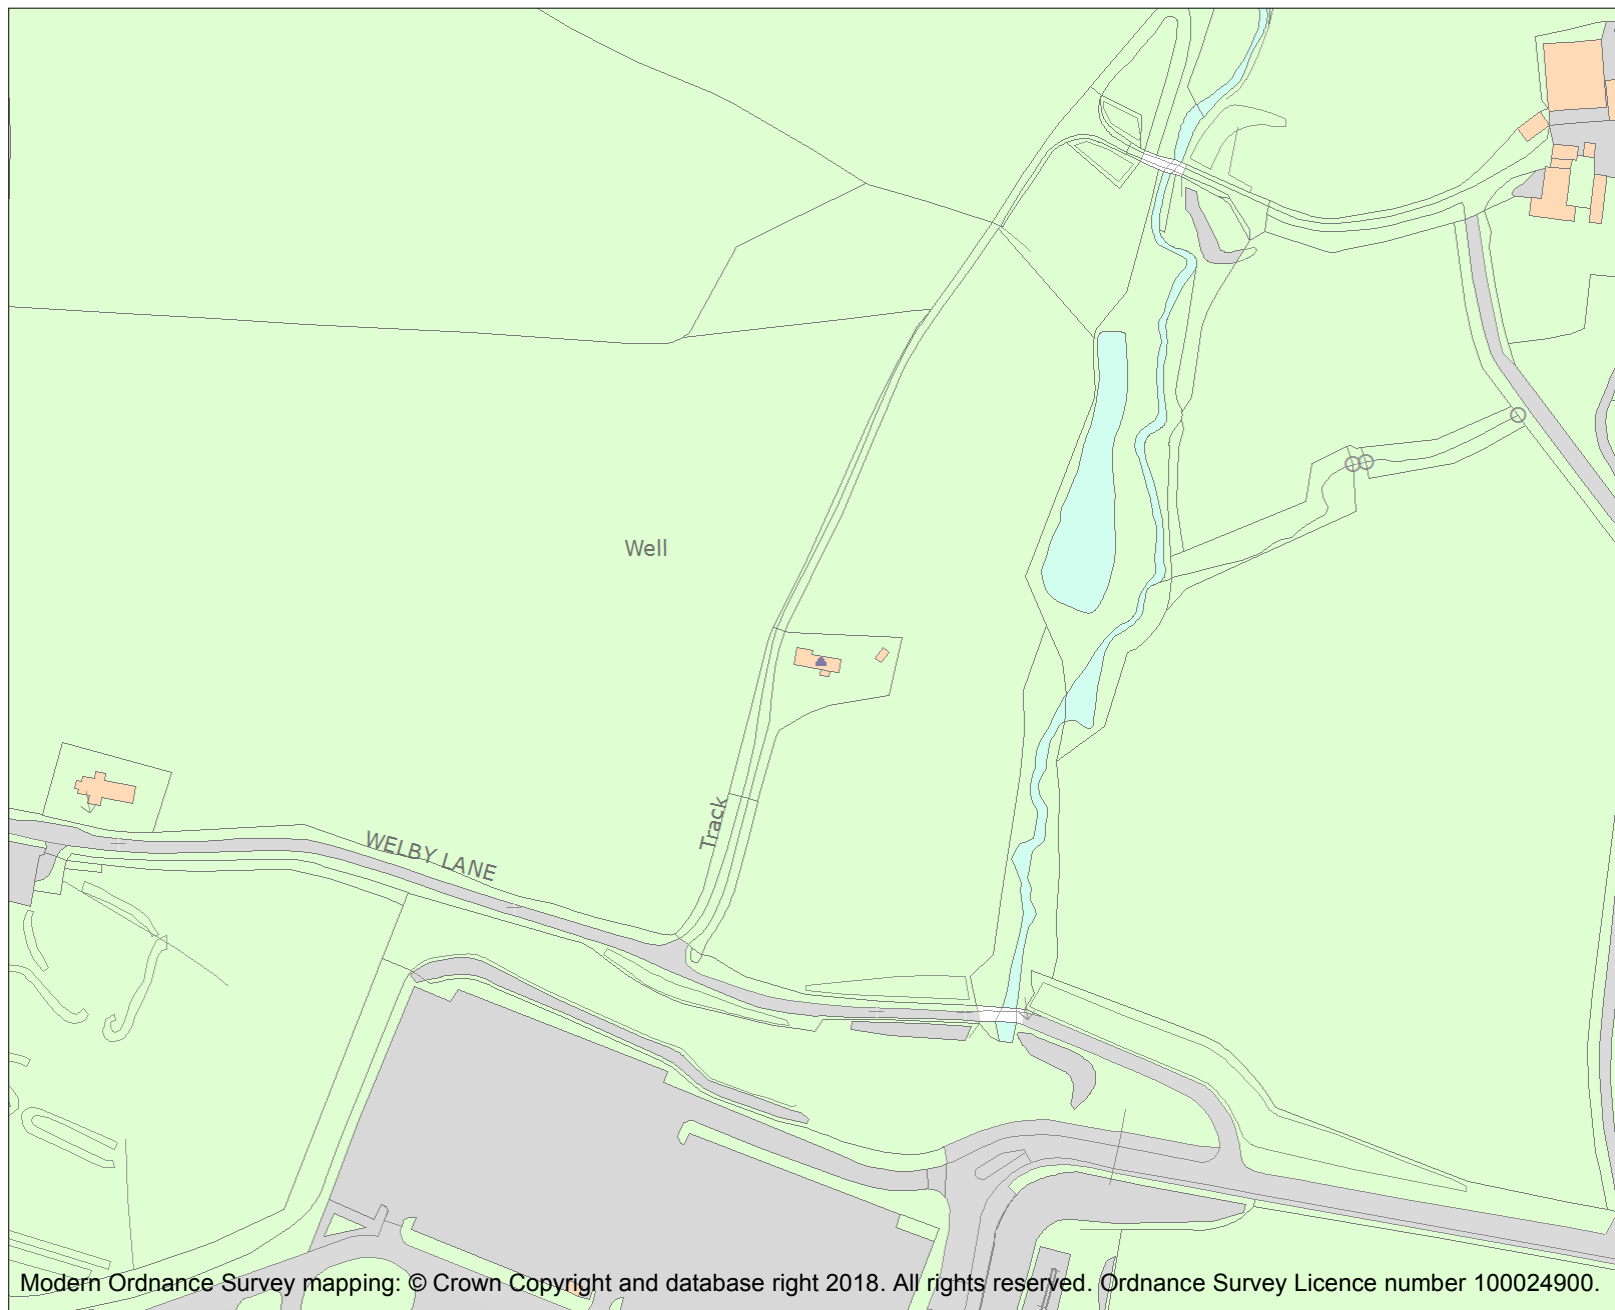 Well
Track
WELBY LANE
Modern Ordnance Survey mapping: © Crown Copyright and database right 2018. All rights reserved. Ordnance Survey Licence number 100024900.